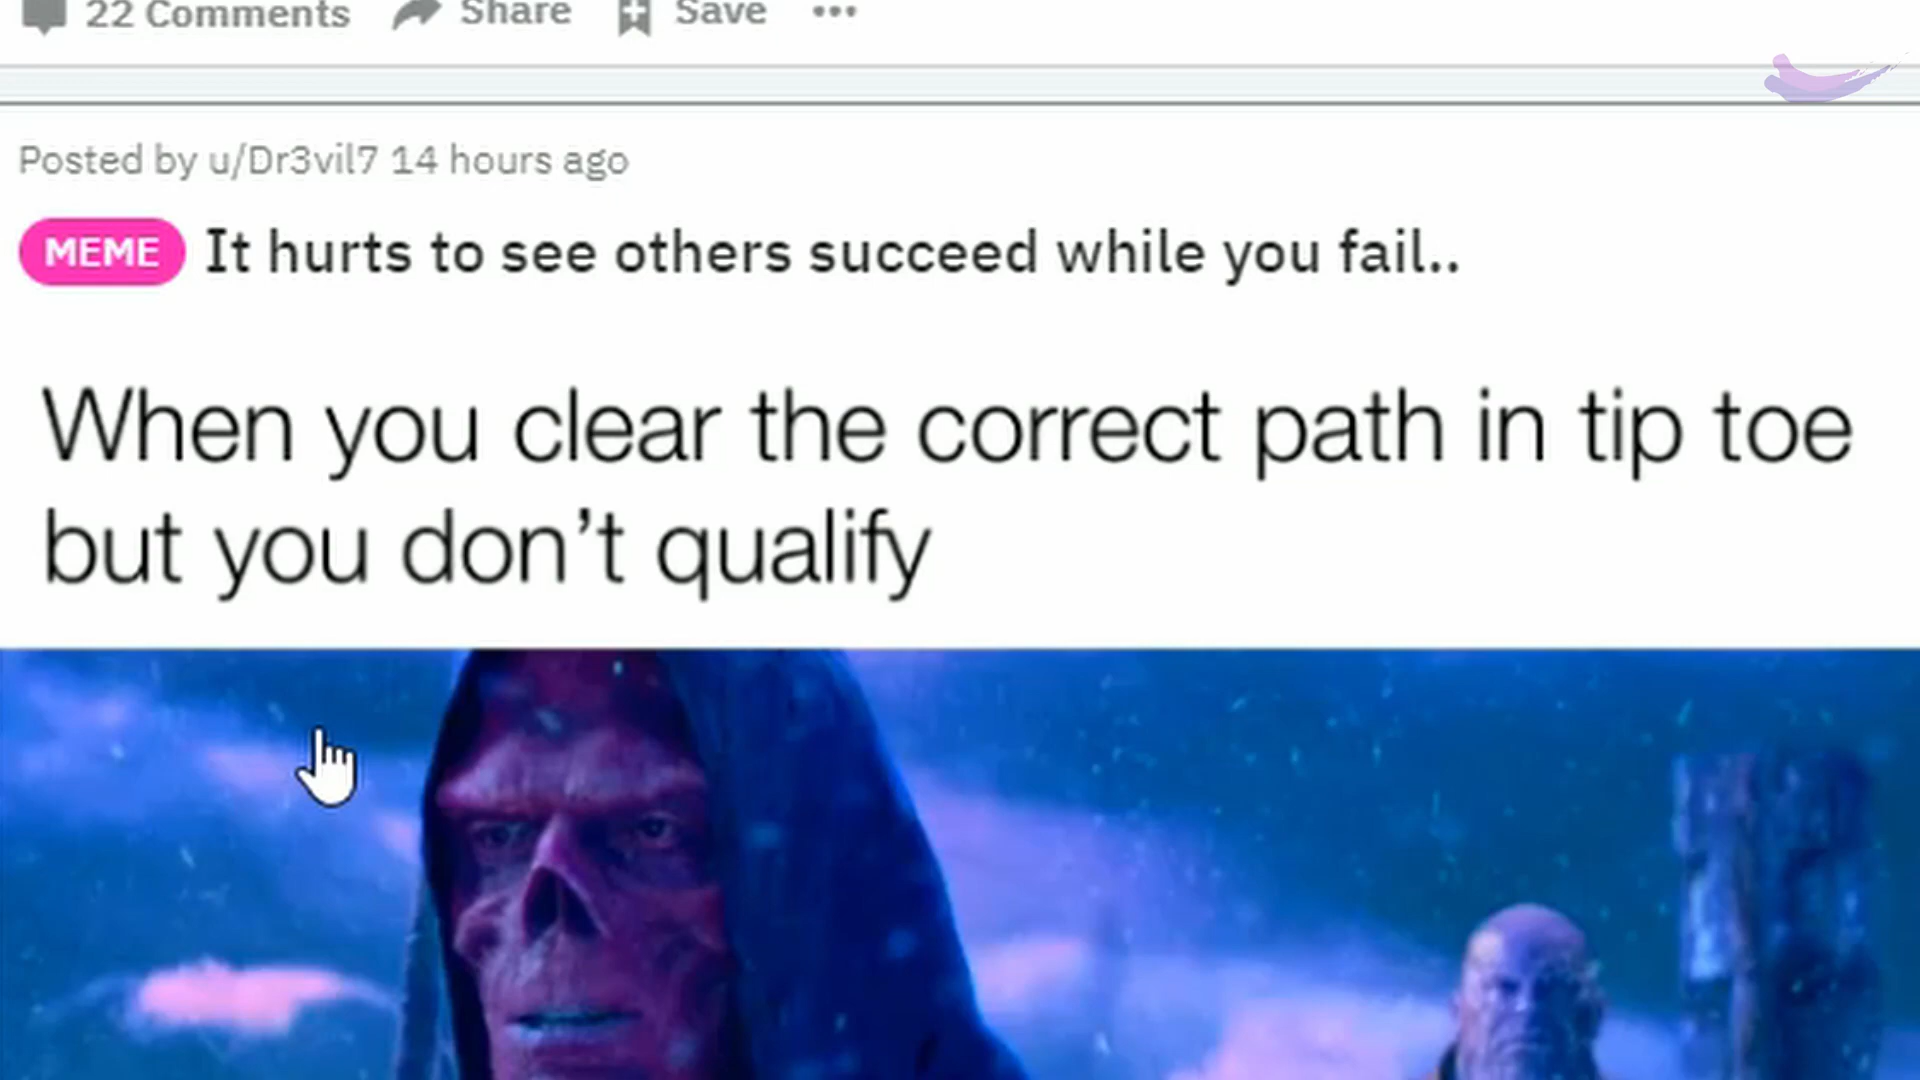 22 Comments Share Save
Posted by u/Dr3vil7 14 hours ago
MEME It hurts to see others succeed while you fail..
When you clear the correct path in tip toe
but you don't qualify